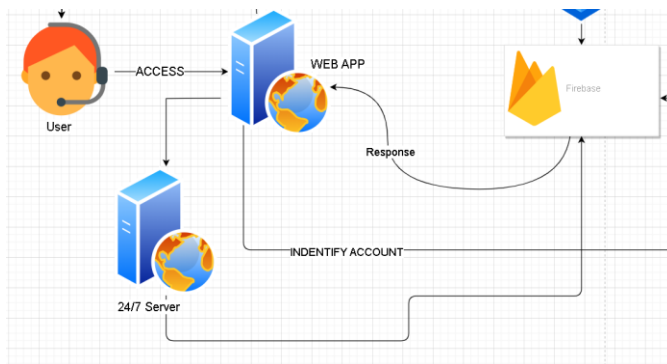 ACCESS
WEB APP
Firebase
User
Response
INDENTIFY ACCOUNT
24/7 Server